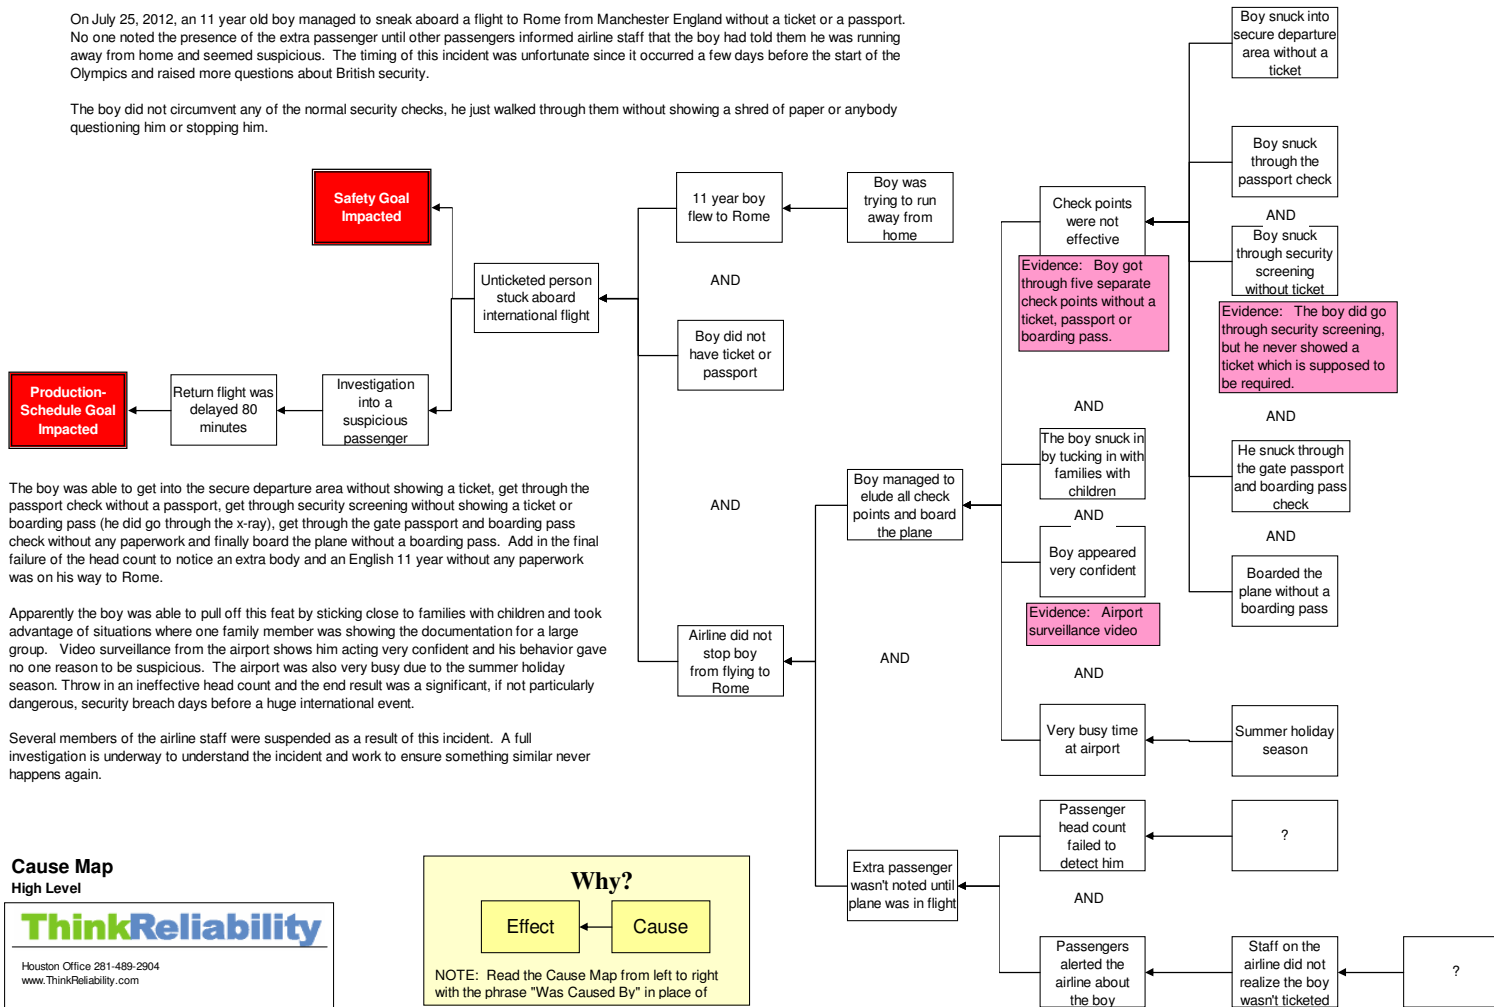 On July 25, 2012, an 11 year old boy managed to sneak aboard a flight to Rome from Manchester England without a ticket or a passport.
No one noted the presence of the extra passenger until other passengers informed airline staff that the boy had told them he was running
away from home and seemed suspicious. The timing of this incident was unfortunate since it occurred a few days before the start of the
Olympics and raised more questions about British security.
The boy did not circumvent any of the normal security checks, he just walked through them without showing a shred of paper or anybody
questioning him or stopping him.
Safety Goal
Impacted
Production-
Schedule Goal
Impacted
Return flight was
delayed 80
minutes
Investigation
into a
suspicious
passenger
Unticketed person
stuck aboard
international flight
11 year boy
flew to Rome
Boy was
trying to run
away from
home
AND
Boy did not
have ticket or
passport
AND
Airline did not
stop boy
from flying to
Rome
Boy managed to
elude all check
points and board
the plane
AND
Extra passenger
wasn't noted until
plane was in flight
Check points
were not
effective
Evidence: Boy got
through five separate
check points without a
ticket, passport or
boarding pass.
AND
The boy snuck in
by tucking in with
families with
children
AND
Boy appeared
very confident
Evidence: Airport
surveillance video
AND
Very busy time
at airport
Summer holiday
season
Passenger
head count
failed to
detect him
?
AND
Passengers
alerted the
airline about
the boy
Staff on the
airline did not
realize the boy
wasn't ticketed
?
Boy snuck into
secure departure
area without a
ticket
Boy snuck
through the
passport check
AND
Boy snuck
through security
screening
without ticket
Evidence: The boy did go
through security screening,
but he never showed a
ticket which is supposed to
be required.
AND
He snuck through
the gate passport
and boarding pass
check
AND
Boarded the
plane without a
boarding pass
The boy was able to get into the secure departure area without showing a ticket, get through the
passport check without a passport, get through security screening without showing a ticket or
boarding pass (he did go through the x-ray), get through the gate passport and boarding pass
check without any paperwork and finally board the plane without a boarding pass. Add in the final
failure of the head count to notice an extra body and an English 11 year without any paperwork
was on his way to Rome.
Apparently the boy was able to pull off this feat by sticking close to families with children and took
advantage of situations where one family member was showing the documentation for a large
group. Video surveillance from the airport shows him acting very confident and his behavior gave
no one reason to be suspicious. The airport was also very busy due to the summer holiday
season. Throw in an ineffective head count and the end result was a significant, if not particularly
dangerous, security breach days before a huge international event.
Several members of the airline staff were suspended as a result of this incident. A full
investigation is underway to understand the incident and work to ensure something similar never
happens again.
Cause Map
High Level
ThinkReliability
Houston Office 281-489-2904
www.ThinkReliability.com
Why?
Effect
Cause
NOTE: Read the Cause Map from left to right
with the phrase "Was Caused By" in place of